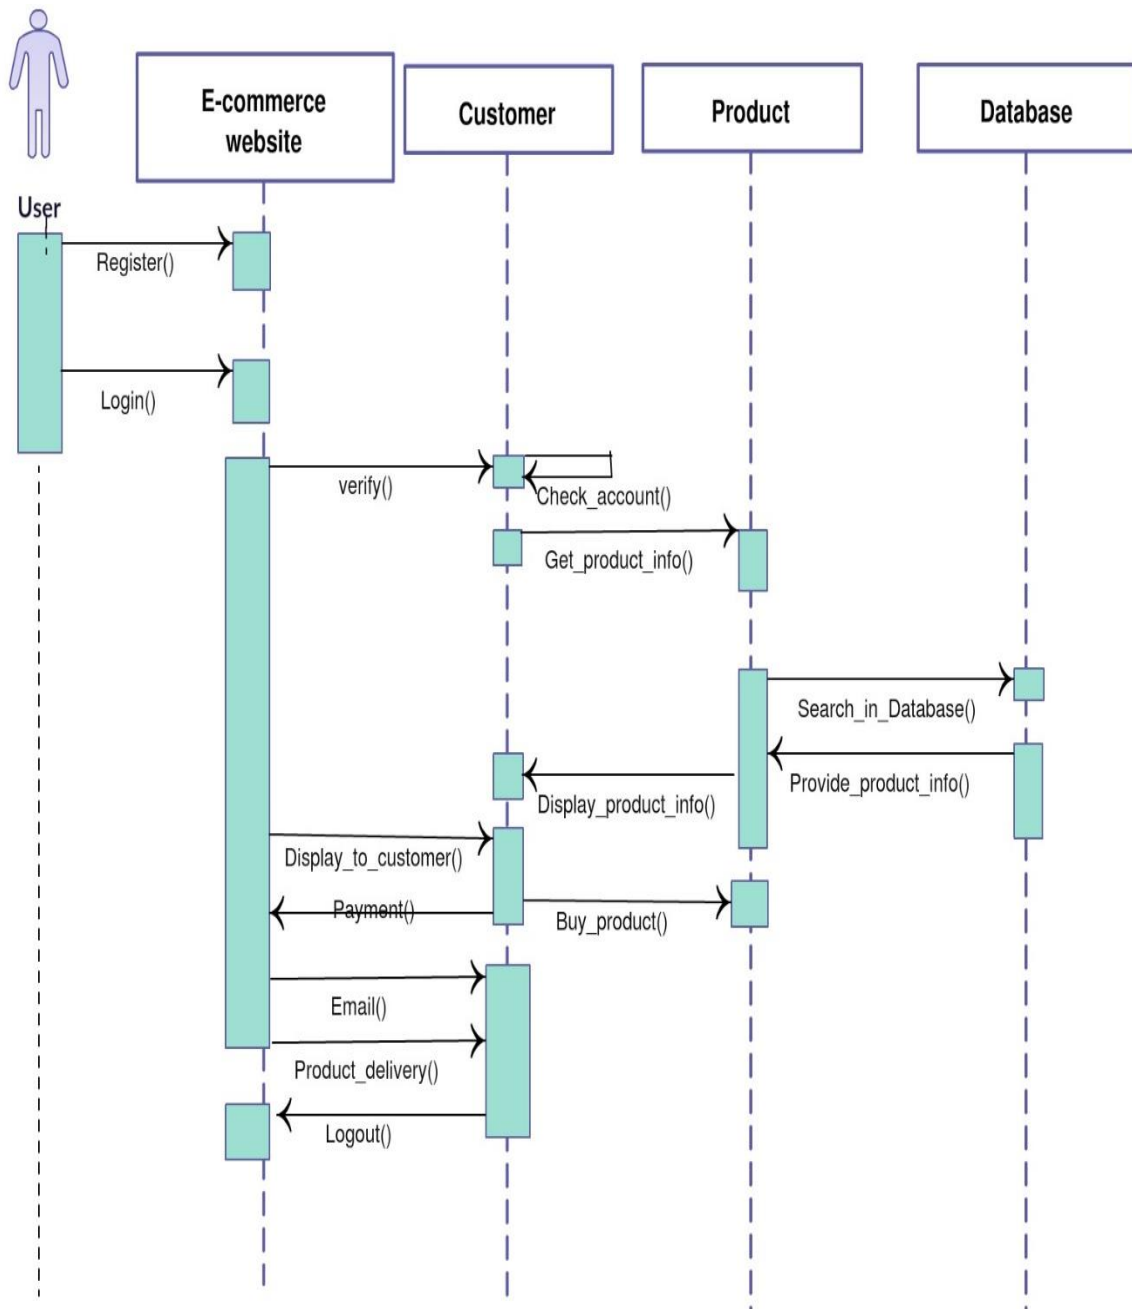 E-commerce
website
Customer
Product
Database
User
Register()
Login()
verify()
Check_account()
Get_product_info()
Search_in_Database()
Provide_product_info()
Display_product_info()
Display_to_customer()
Payment()
Buy_product()
Email()
Product_delivery()
Logout()